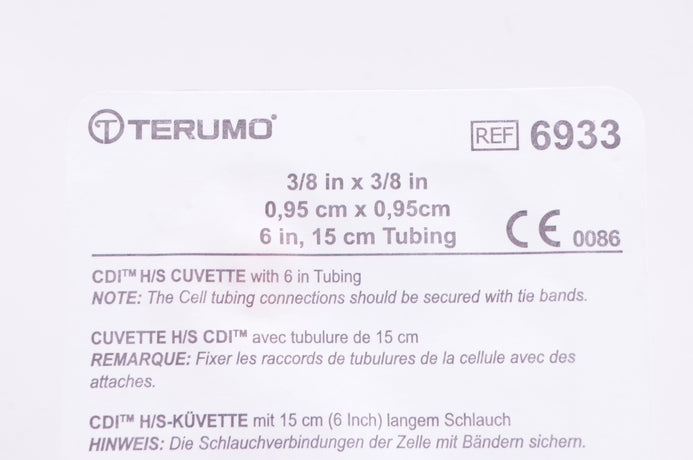 TERUMO®
REF 6933
3/8 in x 3/8 in
0,95 cm x 0,95cm
6 in, 15 cm Tubing
CE 0086
CDI™ H/S CUVETTE with 6 in Tubing
NOTE: The Cell tubing connections should be secured with tie bands.
CUVETTE H/S CDI™ avec tubulure de 15 cm
REMARQUE: Fixer les raccords de tubulures de la cellule avec des
attaches.
CDI™ H/S-KÜVETTE mit 15 cm (6 Inch) langem Schlauch
HINWEIS: Die Schlauchverbindungen der Zelle mit Bändern sichern.